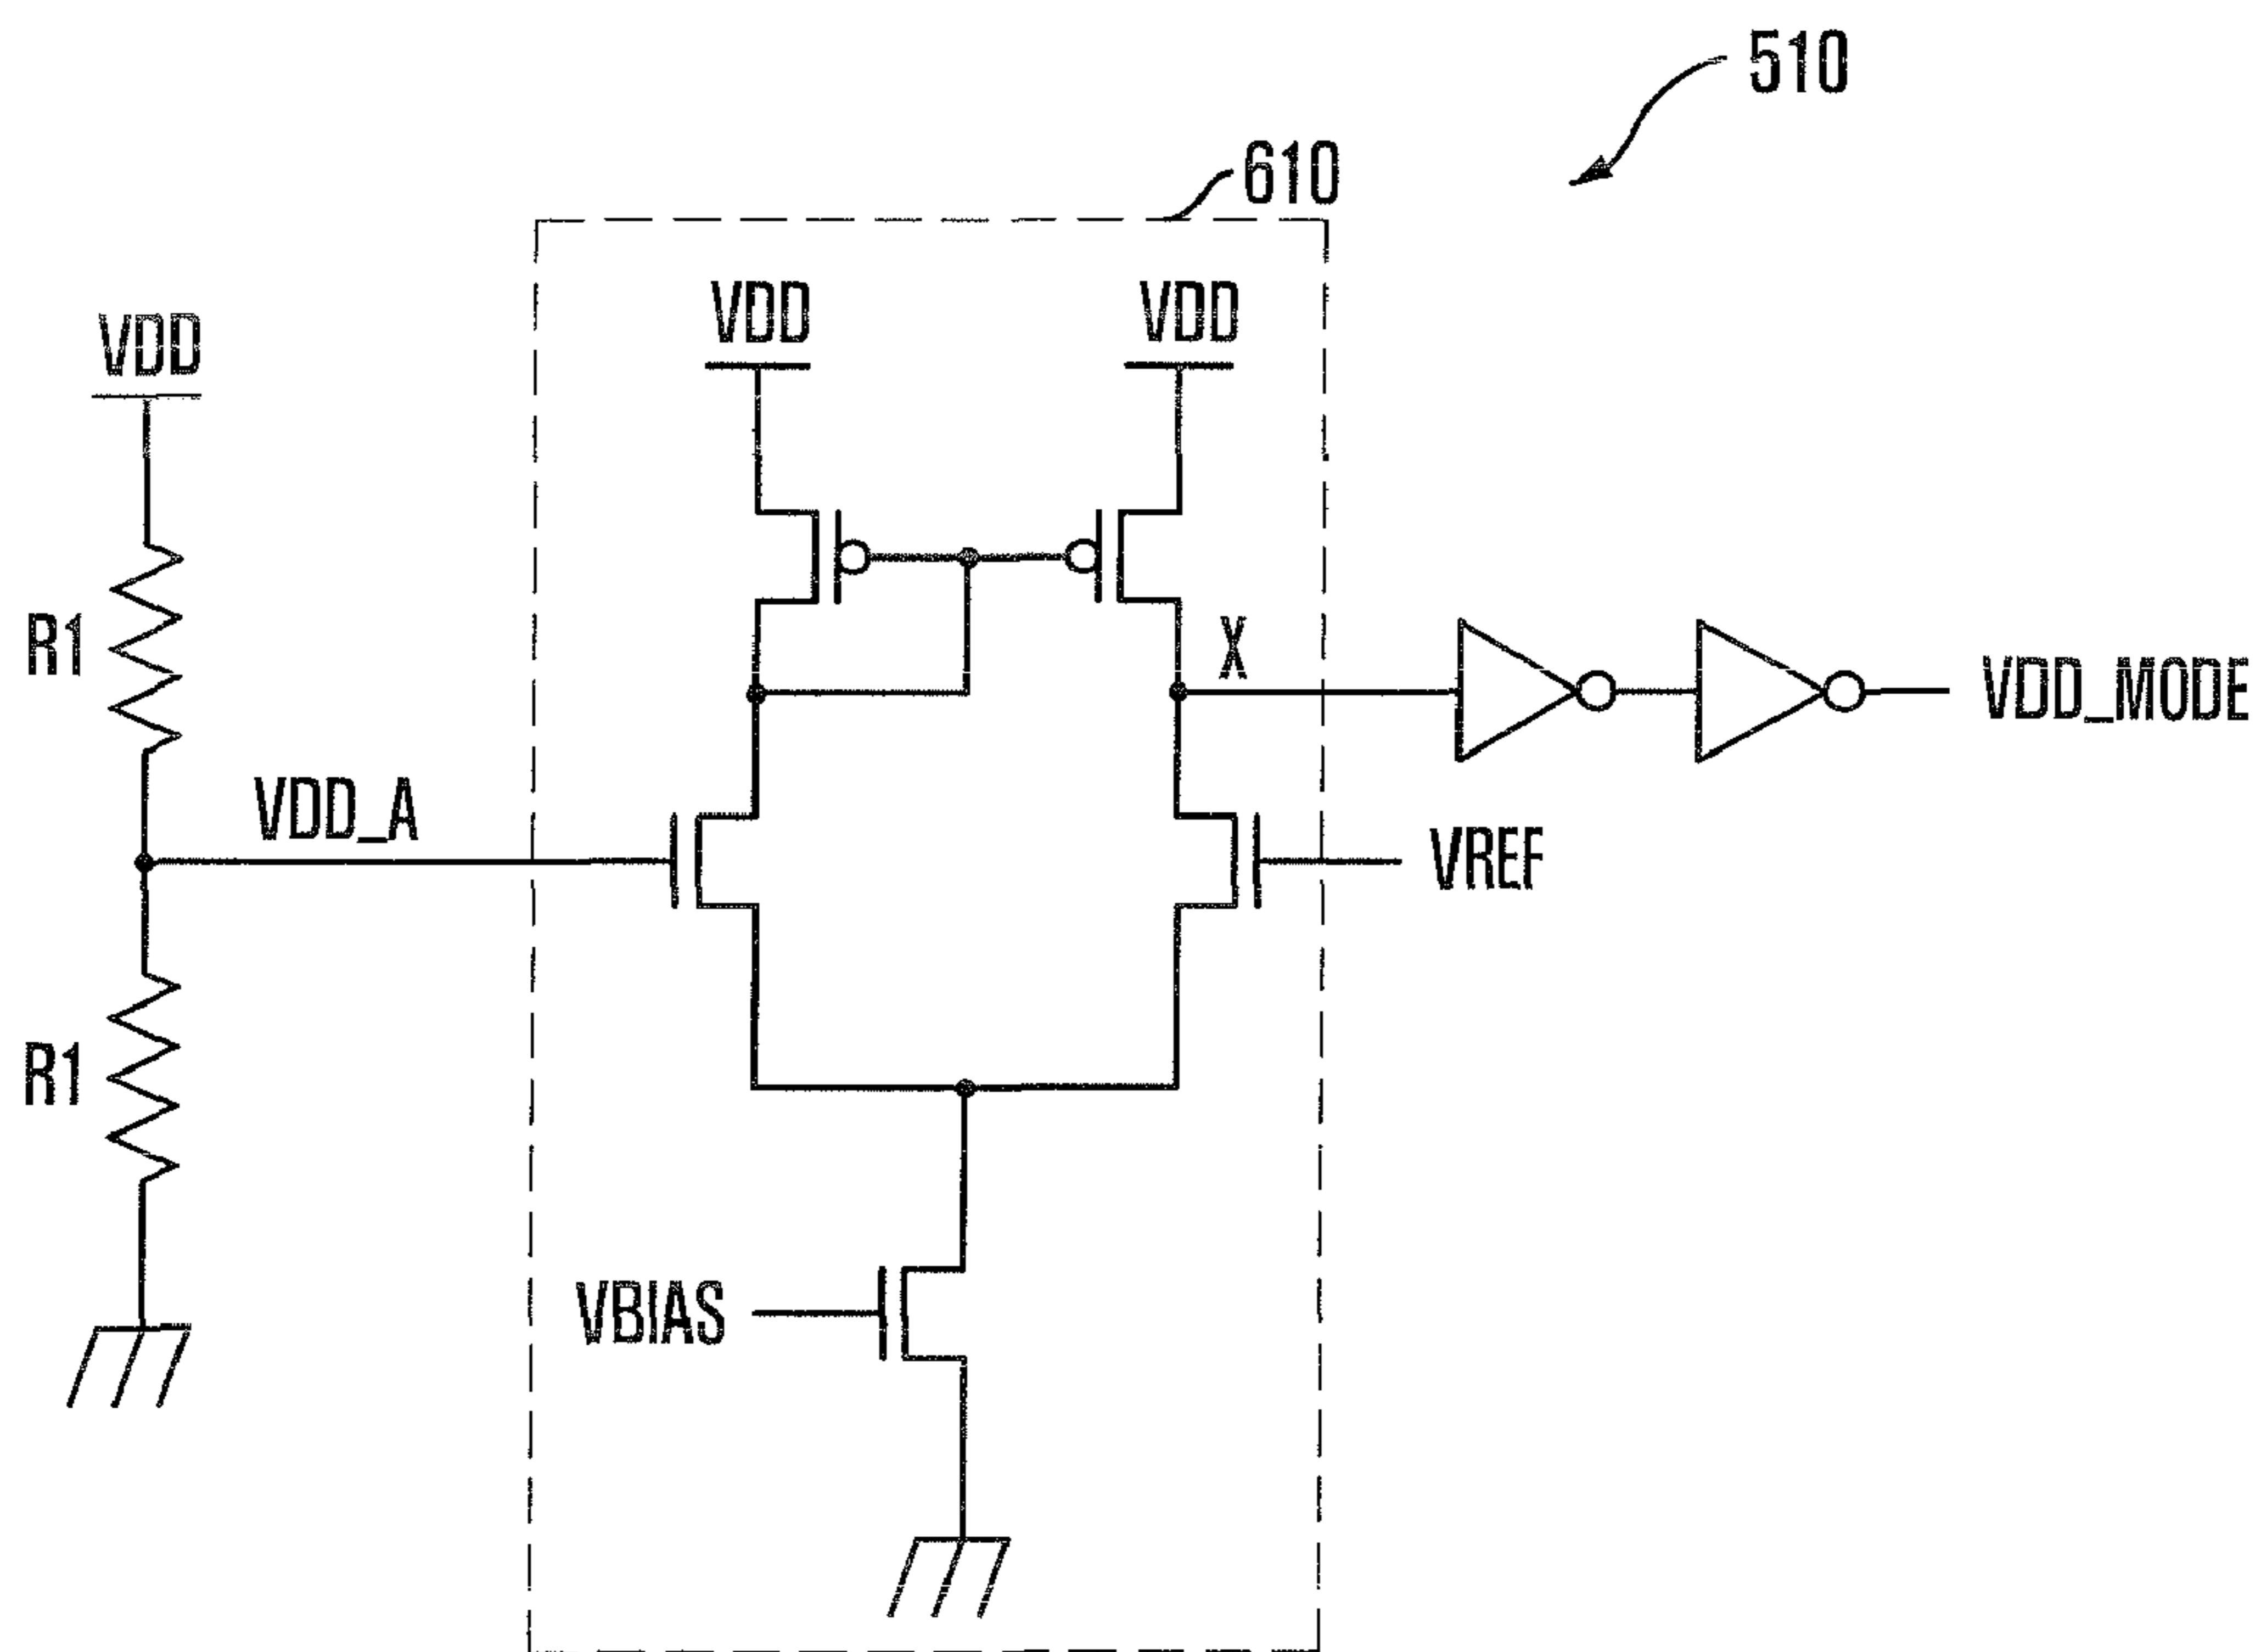 510
610
VDD
VDD
VDD
R1
X
VDD_MODE
VDD_A
VREF
R1
VBIAS